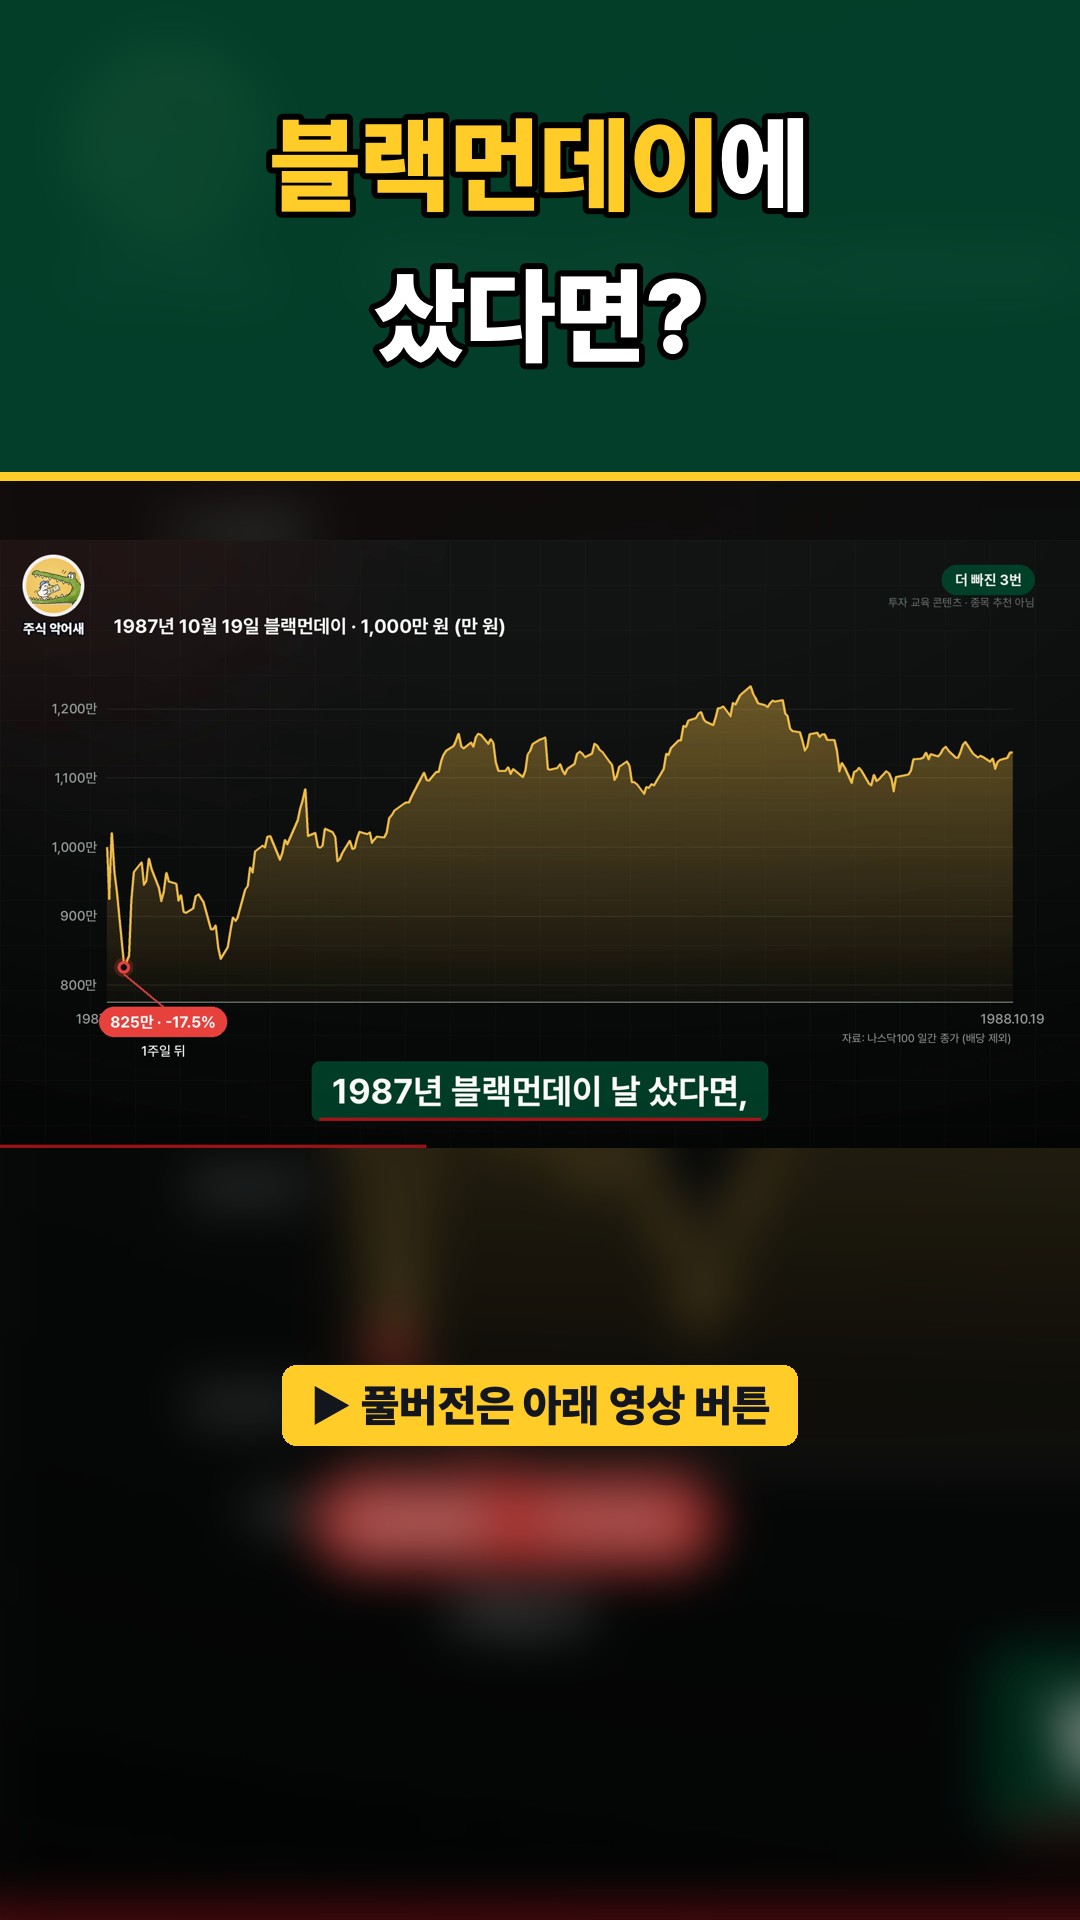 블랙먼데이에
샀다면?
주식 악어새
더 빠진 3번
투자 교육 콘텐츠 · 종목 추천 아님
1987년 10월 19일 블랙먼데이 · 1,000만 원 (만 원)
1,200만
1,100만
1,000만
900만
800만
198
825만 · -17.5%
1주일 뒤
1988.10.19
자료: 나스닥100 일간 종가 (배당 제외)
1987년 블랙먼데이 날 샀다면,
▶ 풀버전은 아래 영상 버튼